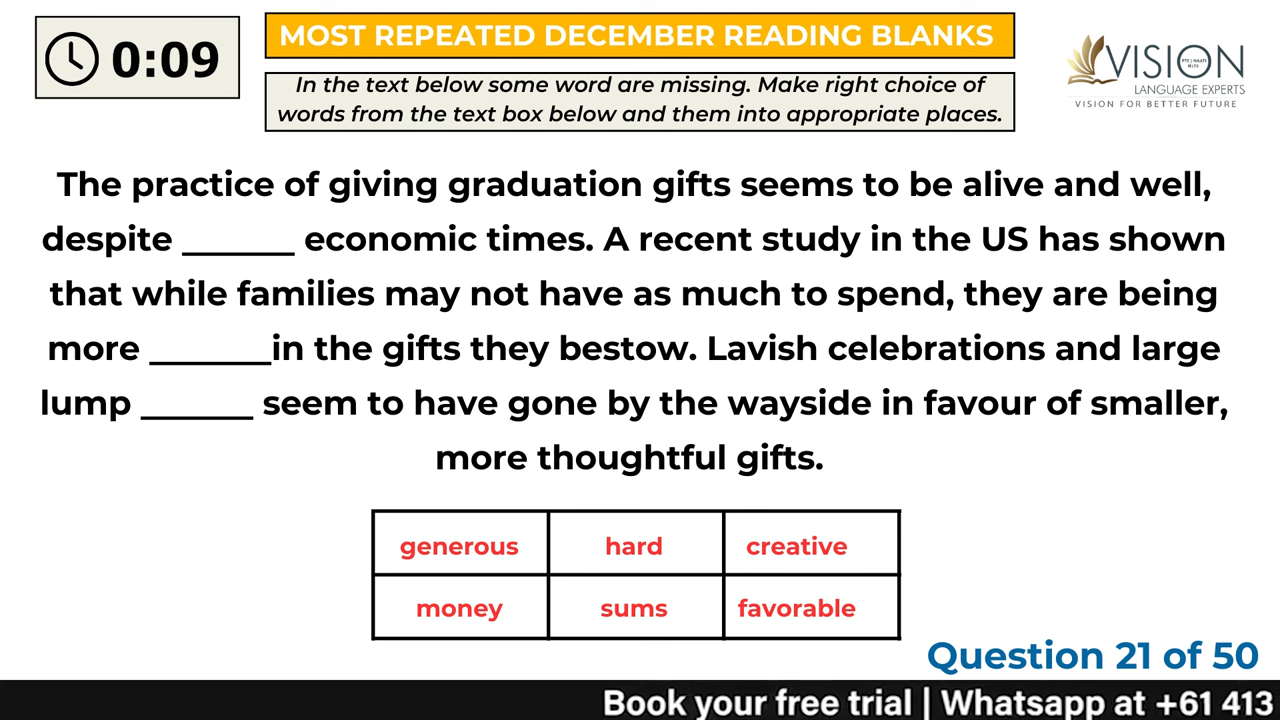 0:09
MOST REPEATED DECEMBER READING BLANKS
In the text below some word are missing. Make right choice of
words from the text box below and them into appropriate places.
VISION
PTE | NAATI
IELTS
LANGUAGE EXPERTS
VISION FOR BETTER FUTURE
The practice of giving graduation gifts seems to be alive and well,
despite _______ economic times. A recent study in the US has shown
that while families may not have as much to spend, they are being
more _______in the gifts they bestow. Lavish celebrations and large
lump _______ seem to have gone by the wayside in favour of smaller,
more thoughtful gifts.
generous hard creative
money sums favorable
Question 21 of 50
Book your free trial | Whatsapp at +61 413